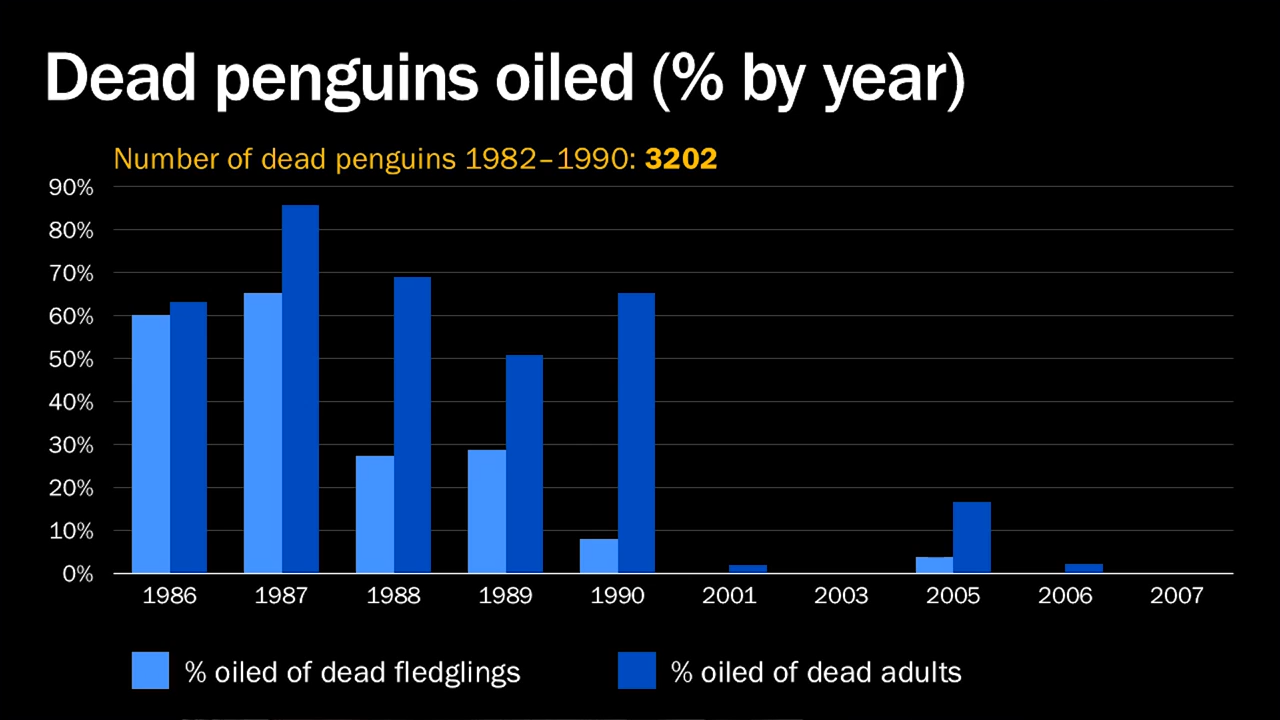 Dead penguins oiled (% by year)
Number of dead penguins 1982–1990: 3202
90%
80%
70%
60%
50%
40%
30%
20%
10%
0%
1986 1987 1988 1989 1990 2001 2003 2005 2006 2007
% oiled of dead fledglings % oiled of dead adults